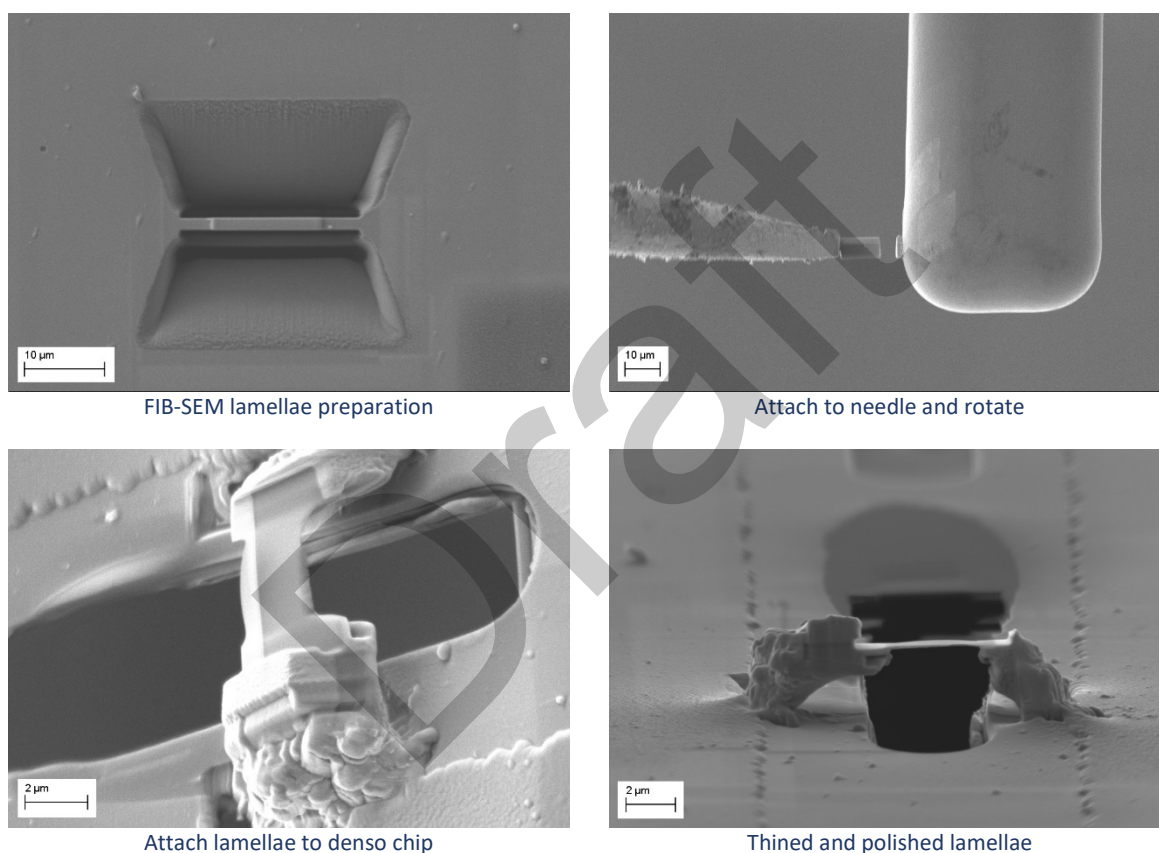 10 µm
FIB-SEM lamellae preparation
10 µm
Attach to needle and rotate
2 µm
Attach lamellae to denso chip
2 µm
Thined and polished lamellae
Draft